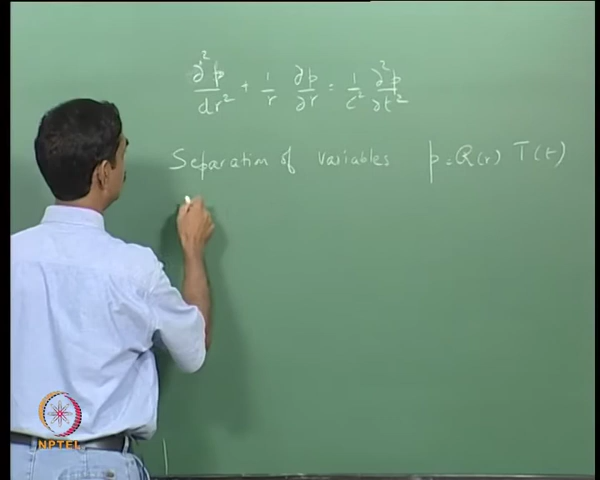 ∂²p/dr² + 1/r ∂p/∂r = 1/c² ∂²p/∂t²
Separation of variables p = R(r) T(t)
NPTEL